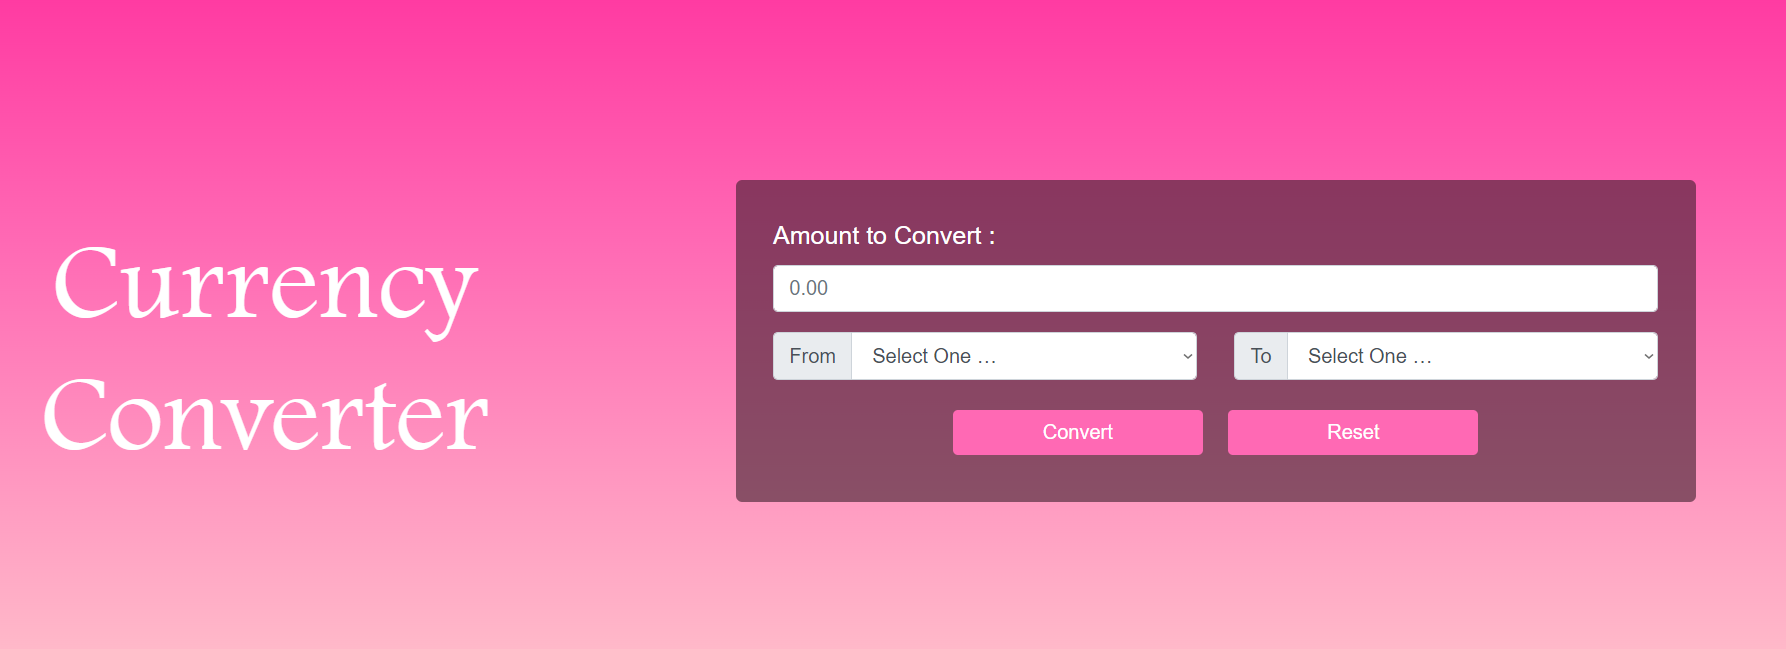 Currency
Converter
Amount to Convert :
0.00
From Select One …
To Select One …
Convert
Reset